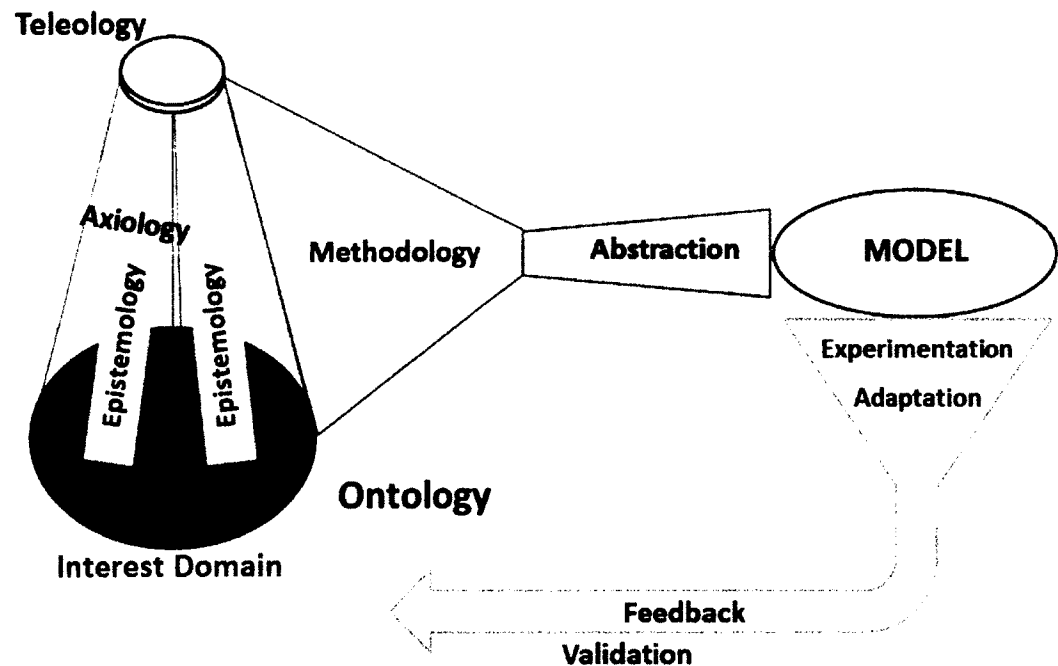 Teleology
Axiology
Epistemology
Epistemology
Methodology
Abstraction
MODEL
Experimentation
Adaptation
Ontology
Interest Domain
Feedback
Validation